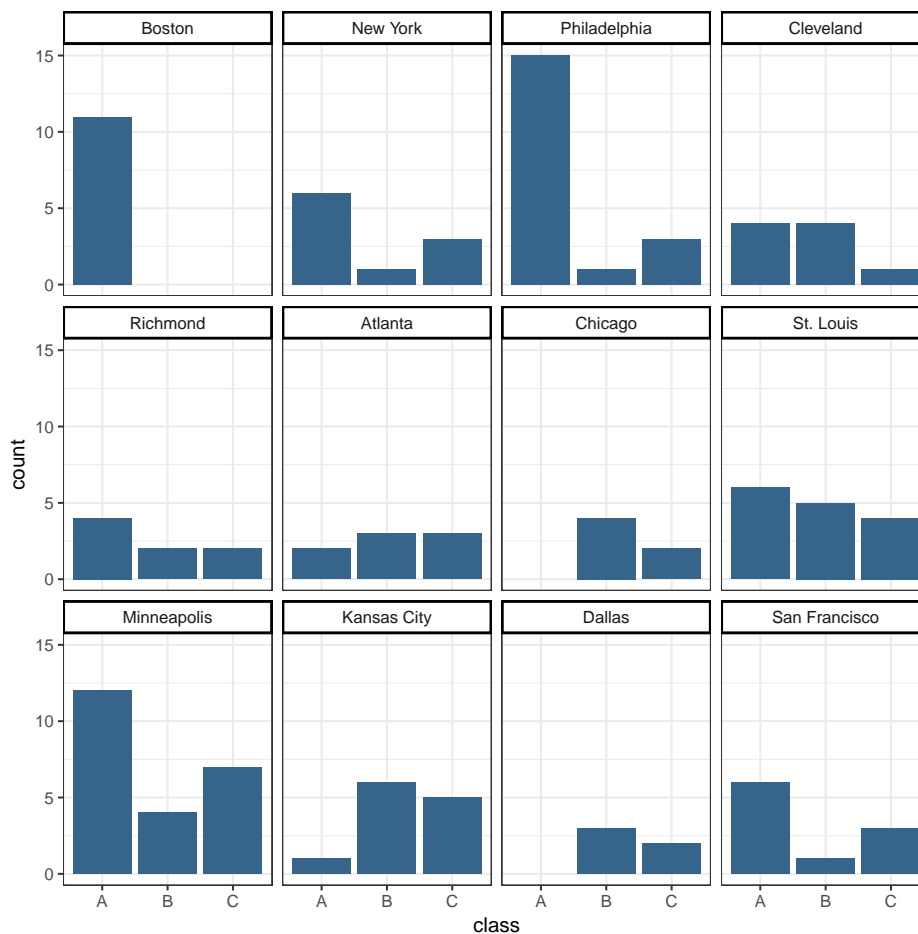 Boston New York Philadelphia Cleveland
15
10
5
0
Richmond Atlanta Chicago St. Louis
15
10
5
0
count
Minneapolis Kansas City Dallas San Francisco
15
10
5
0
A B C A B C A B C A B C
class